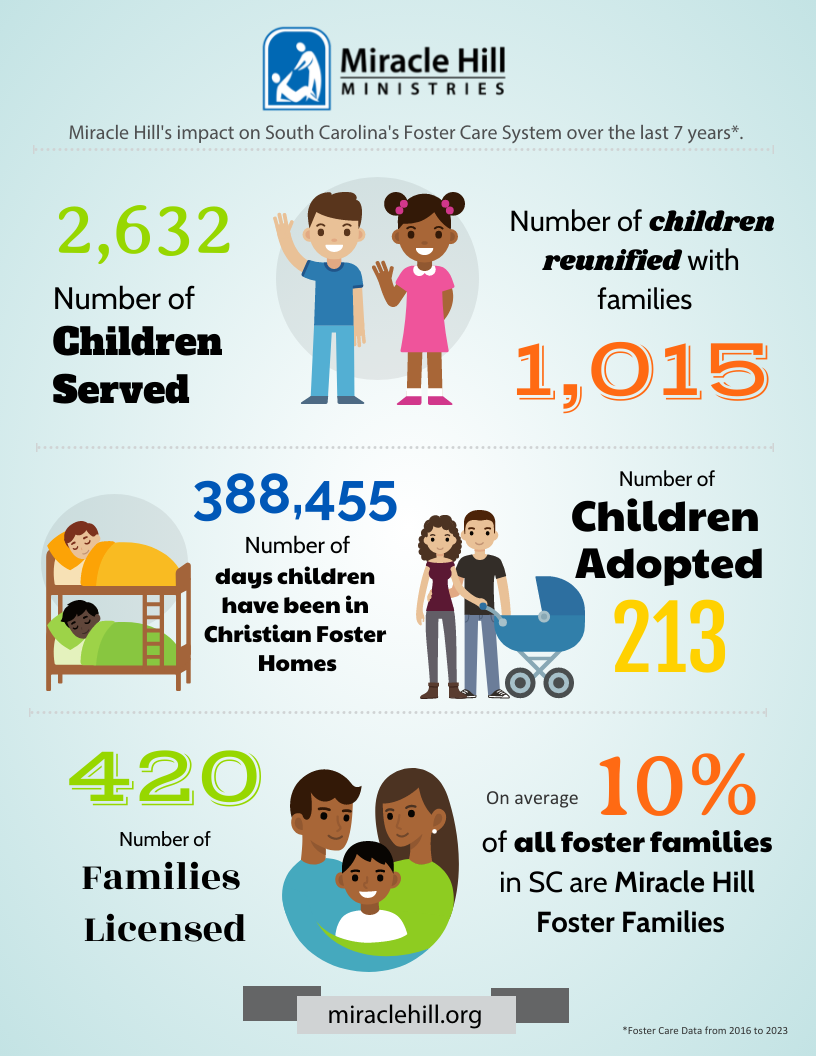 Miracle Hill
MINISTRIES
Miracle Hill's impact on South Carolina's Foster Care System over the last 7 years*.
2,632
Number of
Children
Served
Number of children
reunified with
families
1,015
388,455
Number of
days children
have been in
Christian Foster
Homes
Number of
Children
Adopted
213
420
Number of
Families
Licensed
On average 10%
of all foster families
in SC are Miracle Hill
Foster Families
miraclehill.org
*Foster Care Data from 2016 to 2023